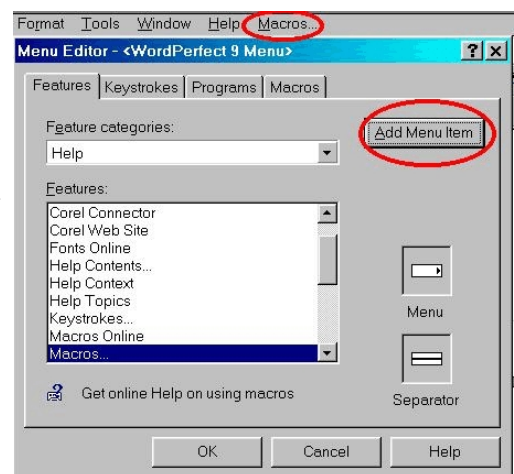 Format Tools Window Help Macros...
Menu Editor - <WordPerfect 9 Menu>
Features Keystrokes Programs Macros
Feature categories:
Add Menu Item
Help
Features:
Corel Connector
Corel Web Site
Fonts Online
Help Contents...
Help Context
Help Topics
Keystrokes...
Macros Online
Macros...
Menu
Get online Help on using macros
Separator
OK Cancel Help